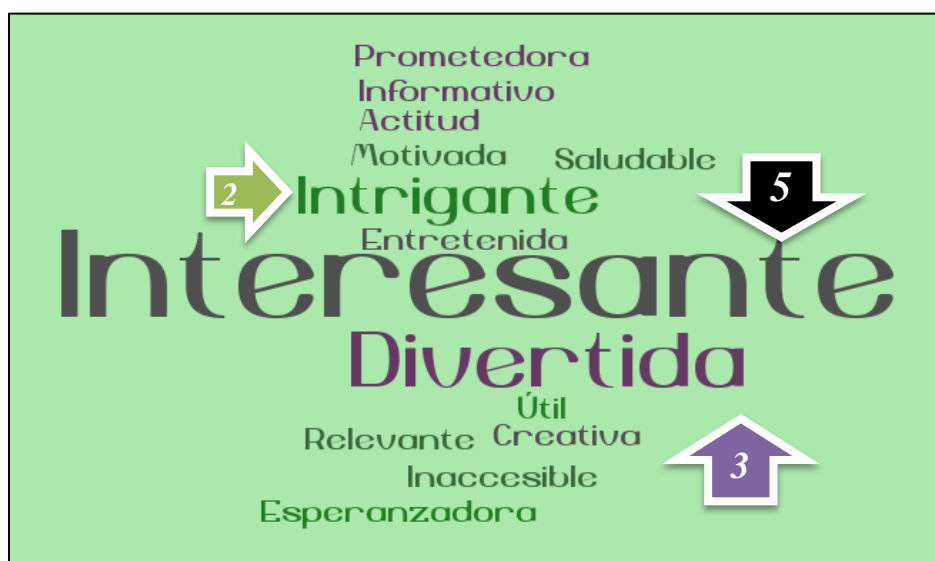 Prometedora
Informativo
Actitud
Motivada Saludable
2 Intrigante 5
Entretenida
Interesante
Divertida
Útil
Relevante Creativa
3
Inaccesible
Esperanzadora